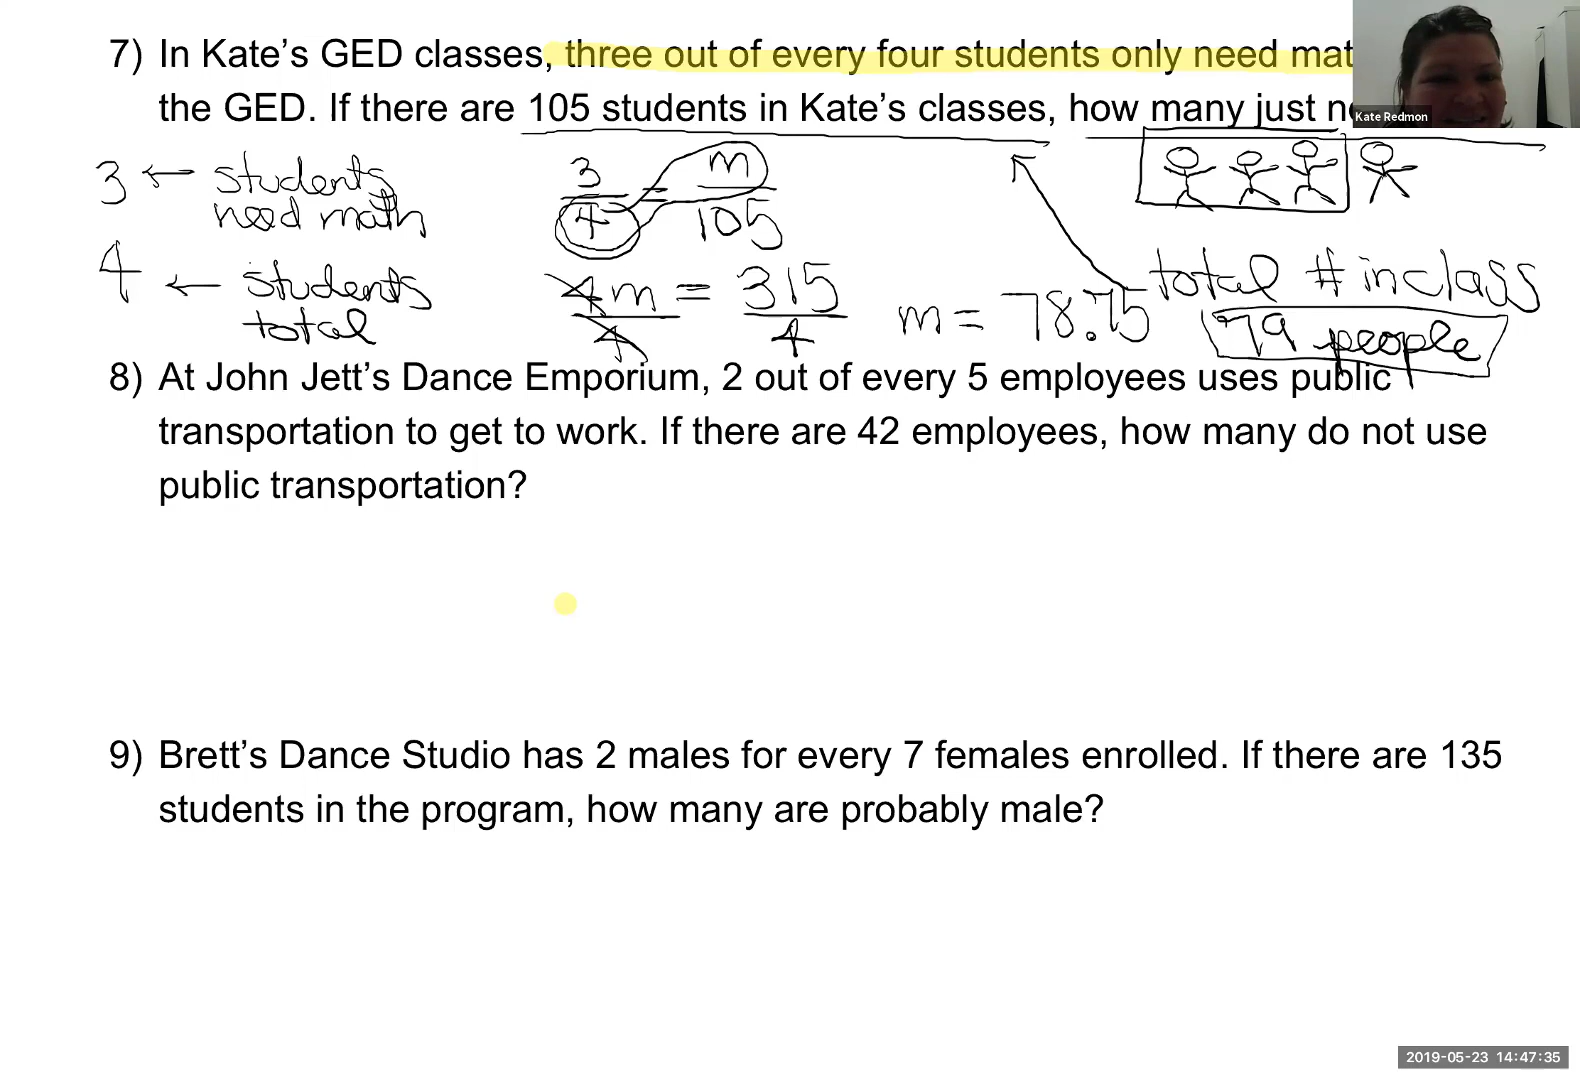 7) In Kate’s GED classes, three out of every four students only need mat
the GED. If there are 105 students in Kate’s classes, how many just
Kate Redmon
3 ← students need math
4 ← students total
3/4 = m/105
4m/4 = 315/4
m = 78.75
total # in class
79 people
8) At John Jett’s Dance Emporium, 2 out of every 5 employees uses public
transportation to get to work. If there are 42 employees, how many do not use
public transportation?
9) Brett’s Dance Studio has 2 males for every 7 females enrolled. If there are 135
students in the program, how many are probably male?
2019-05-23 14:47:35